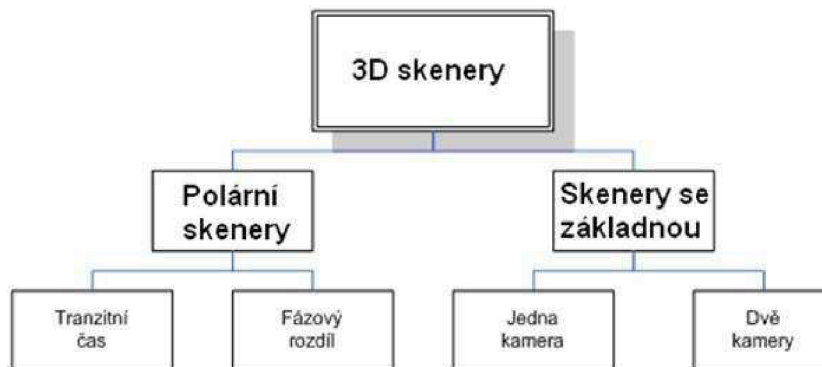 3D skenery
Polární
skenery
Skenery se
základnou
Tranzitní
čas
Fázový
rozdíl
Jedna
kamera
Dvě
kamery